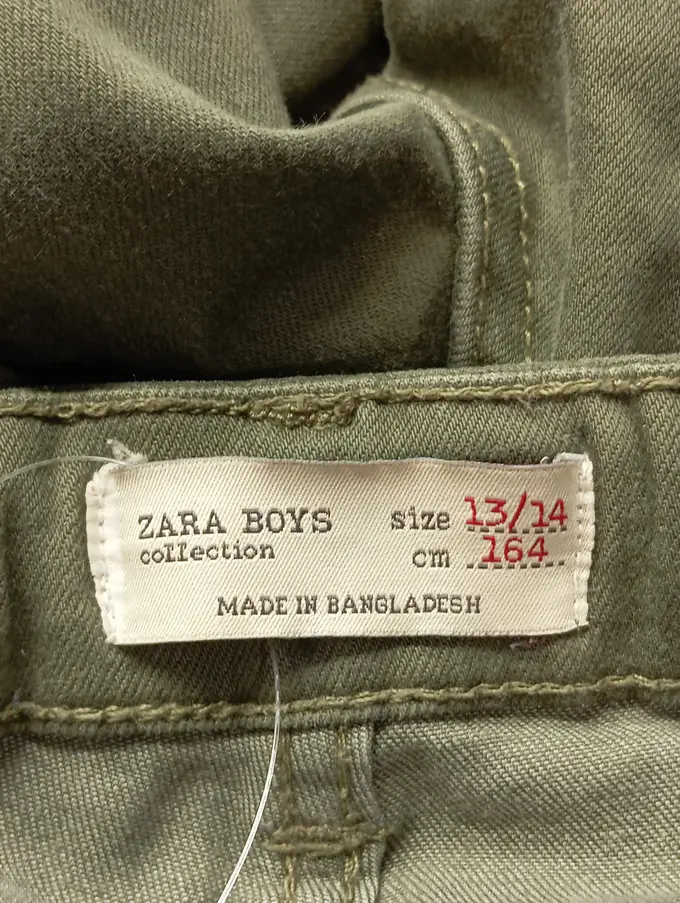 ZARA BOYS size 13/14
collection cm 164
MADE IN BANGLADESH